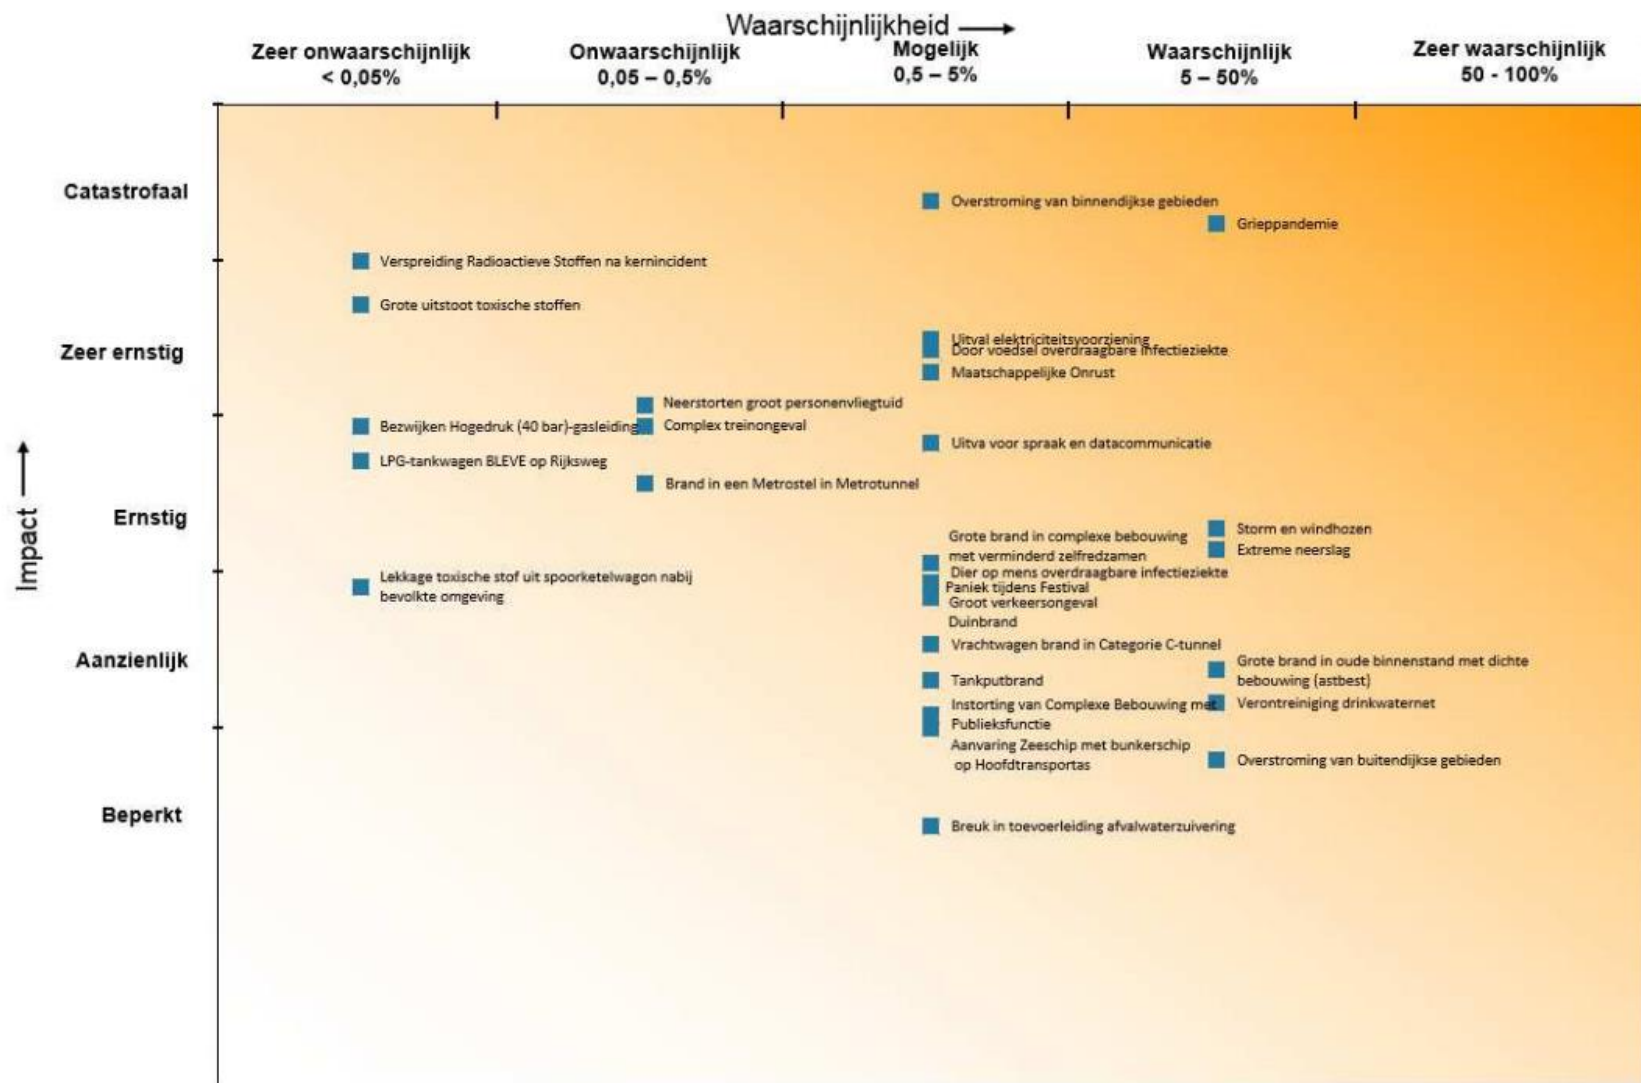 Waarschijnlijkheid
Zeer onwaarschijnlijk
< 0,05%
Onwaarschijnlijk
0,05 – 0,5%
Mogelijk
0,5 – 5%
Waarschijnlijk
5 – 50%
Zeer waarschijnlijk
50 - 100%
Impact
Catastrofaal
Overstroming van binnendijkse gebieden
Grieppandemie
Verspreiding Radioactieve Stoffen na kernincident
Grote uitstoot toxische stoffen
Zeer ernstig
Uitval elektriciteitsvoorziening
Door voedsel overdraagbare infectieziekte
Maatschappelijke Onrust
Neerstorten groot personenvliegtuid
Bezwijken Hogedruk (40 bar)-gasleiding
Complex treinongeval
Uitva voor spraak en datacommunicatie
LPG-tankwagen BLEVE op Rijksweg
Brand in een Metrostel in Metrotunnel
Ernstig
Storm en windhozen
Extreme neerslag
Grote brand in complexe bebouwing
met verminderd zelfredzamen
Dier op mens overdraagbare infectieziekte
Paniek tijdens Festival
Groot verkeersongeval
Duinbrand
Lekkage toxische stof uit spoorketelwagon nabij
bevolkte omgeving
Aanzienlijk
Vrachtwagen brand in Categorie C-tunnel
Grote brand in oude binnenstand met dichte
bebouwing (astbest)
Tankputbrand
Verontreiniging drinkwaternet
Instorting van Complexe Bebouwing met
Publieksfunctie
Aanvaring Zeeschip met bunkerschip
op Hoofdtransportas
Overstroming van buitendijkse gebieden
Beperkt
Breuk in toevoerleiding afvalwaterzuivering